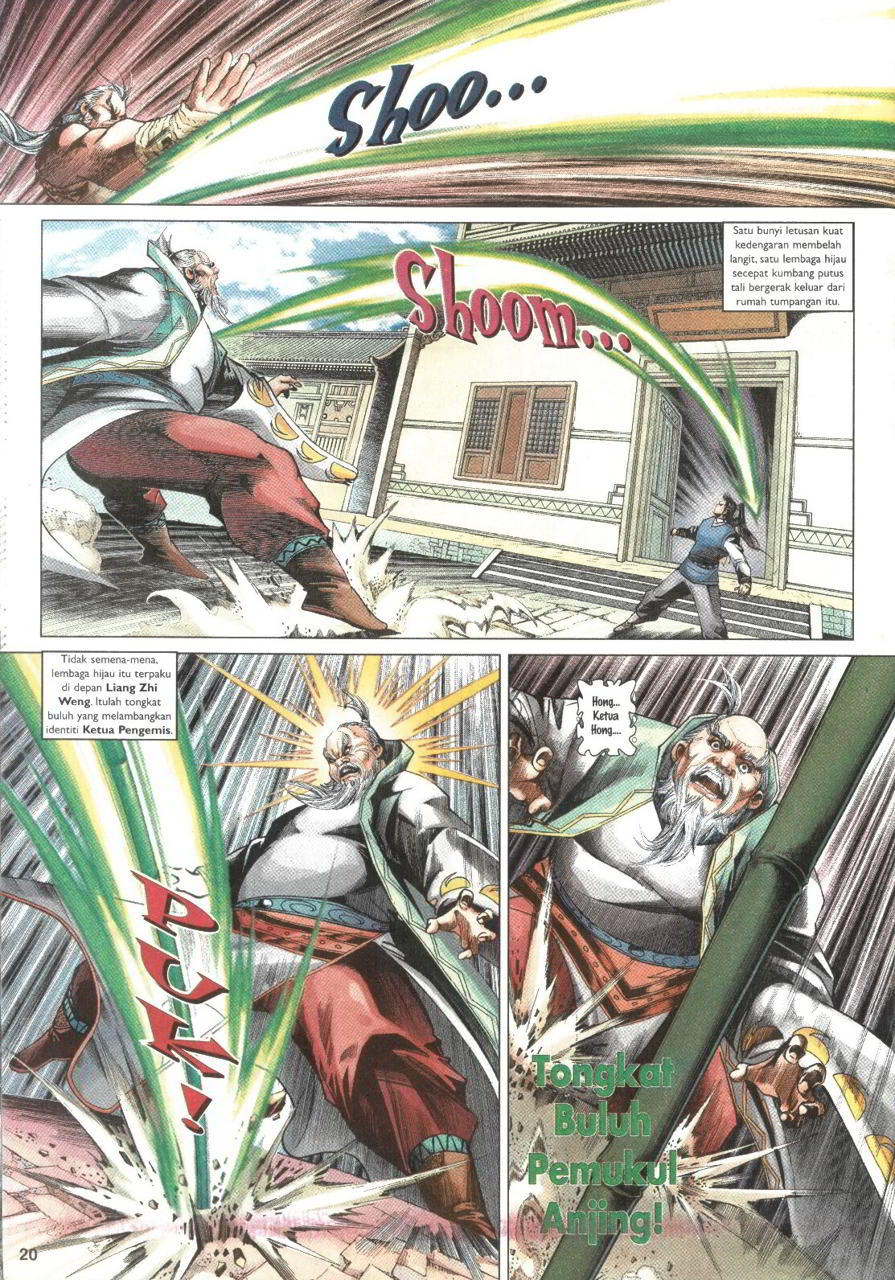 Shoo...
Satu bunyi letusan kuat
kedengaran membelah
langit, satu lembaga hijau
secepat kumbang putus
tali bergerak keluar dari
rumah tumpangan itu.
Shoom...
Tidak semena-mena,
lembaga hijau itu terpaku
di depan Liang Zhi
Weng. Itulah tongkat
buluh yang melambangkan
identiti Ketua Pengemis.
PUK!
Hong...
Ketua
Hong....
Tongkat
Buluh
Pemukul
Anjing!
20